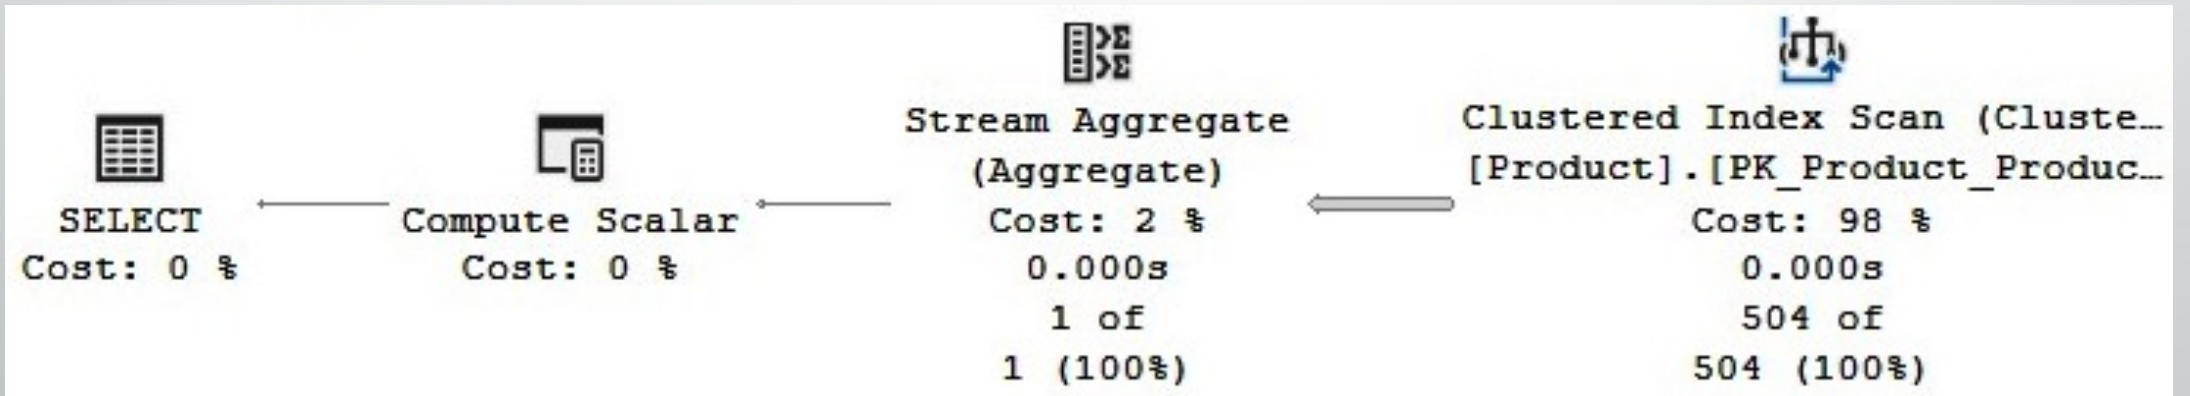 SELECT
Cost: 0 %
Compute Scalar
Cost: 0 %
Stream Aggregate
(Aggregate)
Cost: 2 %
0.000s
1 of
1 (100%)
Clustered Index Scan (Cluste…
[Product].[PK_Product_Produc…
Cost: 98 %
0.000s
504 of
504 (100%)